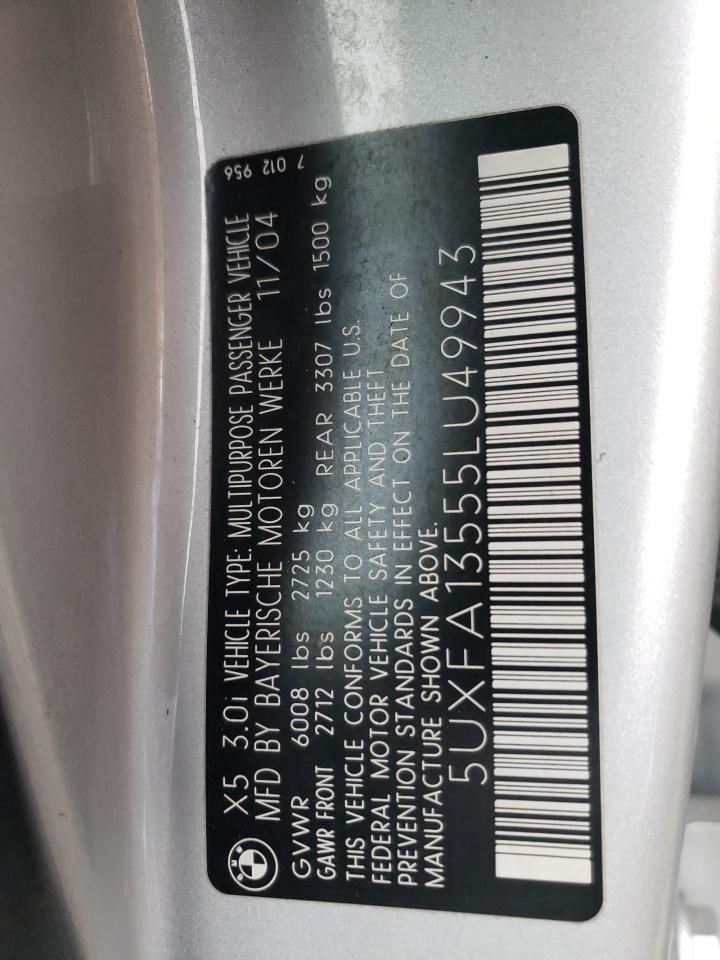 7 012 956
X5 3.0i VEHICLE TYPE: MULTIPURPOSE PASSENGER VEHICLE
MFD BY BAYERISCHE MOTOREN WERKE 11/04
GVWR 6008 lbs 2725 kg
GAWR FRONT 2712 lbs 1230 kg REAR 3307 lbs 1500 kg
THIS VEHICLE CONFORMS TO ALL APPLICABLE U.S.
FEDERAL MOTOR VEHICLE SAFETY AND THEFT
PREVENTION STANDARDS IN EFFECT ON THE DATE OF
MANUFACTURE SHOWN ABOVE.
5UXFA13555LU49943